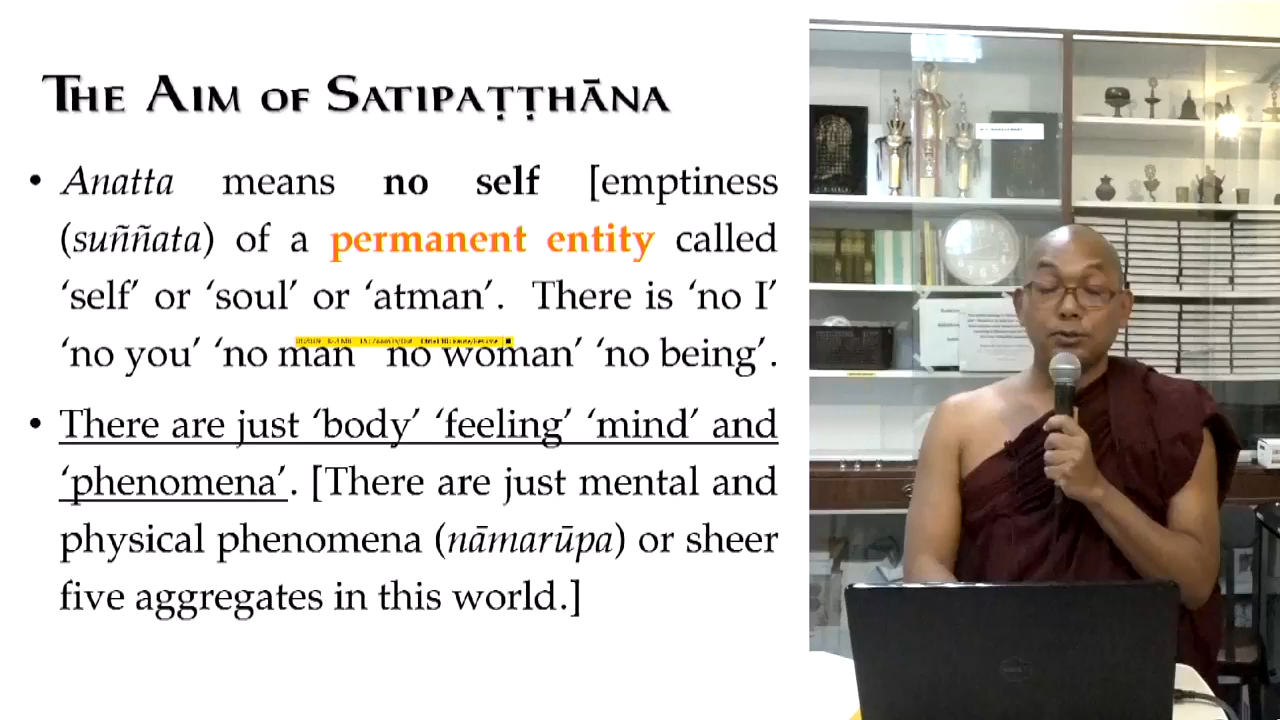 The Aim of Satipaṭṭhāna
• Anatta means no self [emptiness
(suññata) of a permanent entity called
‘self’ or ‘soul’ or ‘atman’. There is ‘no I’
‘no you’ ‘no man’ ‘no woman’ ‘no being’.
• There are just ‘body’ ‘feeling’ ‘mind’ and
‘phenomena’. [There are just mental and
physical phenomena (nāmarūpa) or sheer
five aggregates in this world.]